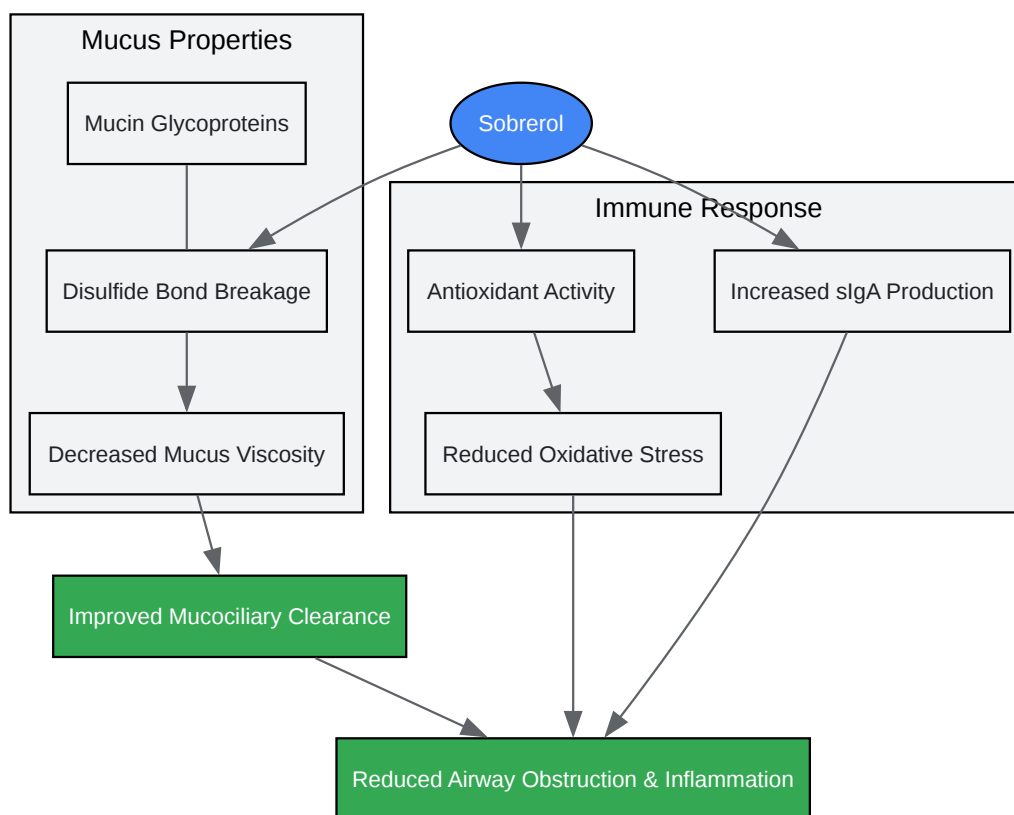 Mucus Properties
Mucin Glycoproteins
Sobrerol
Immune Response
Disulfide Bond Breakage
Antioxidant Activity
Increased sIgA Production
Decreased Mucus Viscosity
Reduced Oxidative Stress
Improved Mucociliary Clearance
Reduced Airway Obstruction & Inflammation